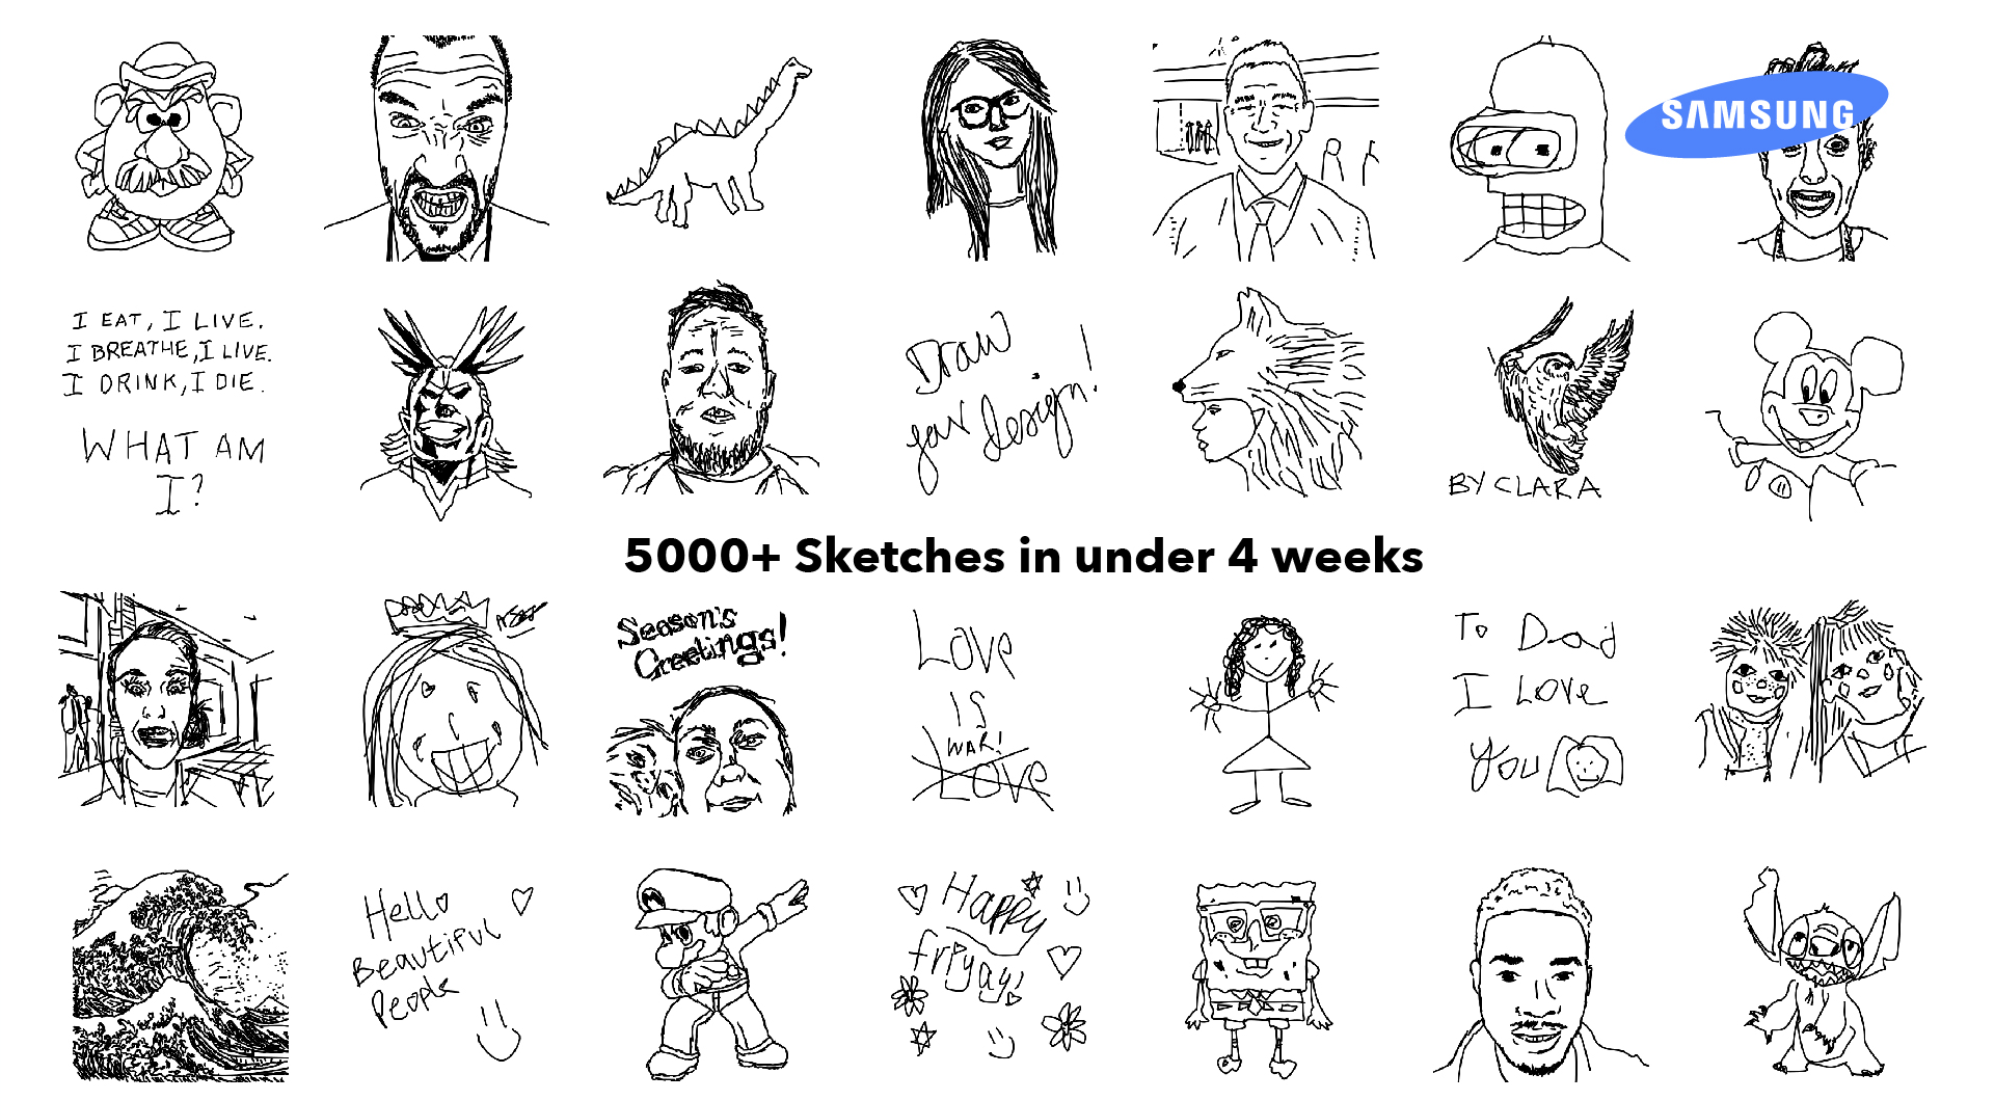 SAMSUNG
I EAT, I LIVE.
I BREATHE, I LIVE.
I DRINK, I DIE.
WHAT AM
I?
Draw
your design!
BY CLARA
5000+ Sketches in under 4 weeks
Season's
Greetings!
Love
is
WAR!
Love
To Dad
I Love
You
Hello
Beautiful
People
M
Happy
friyay!